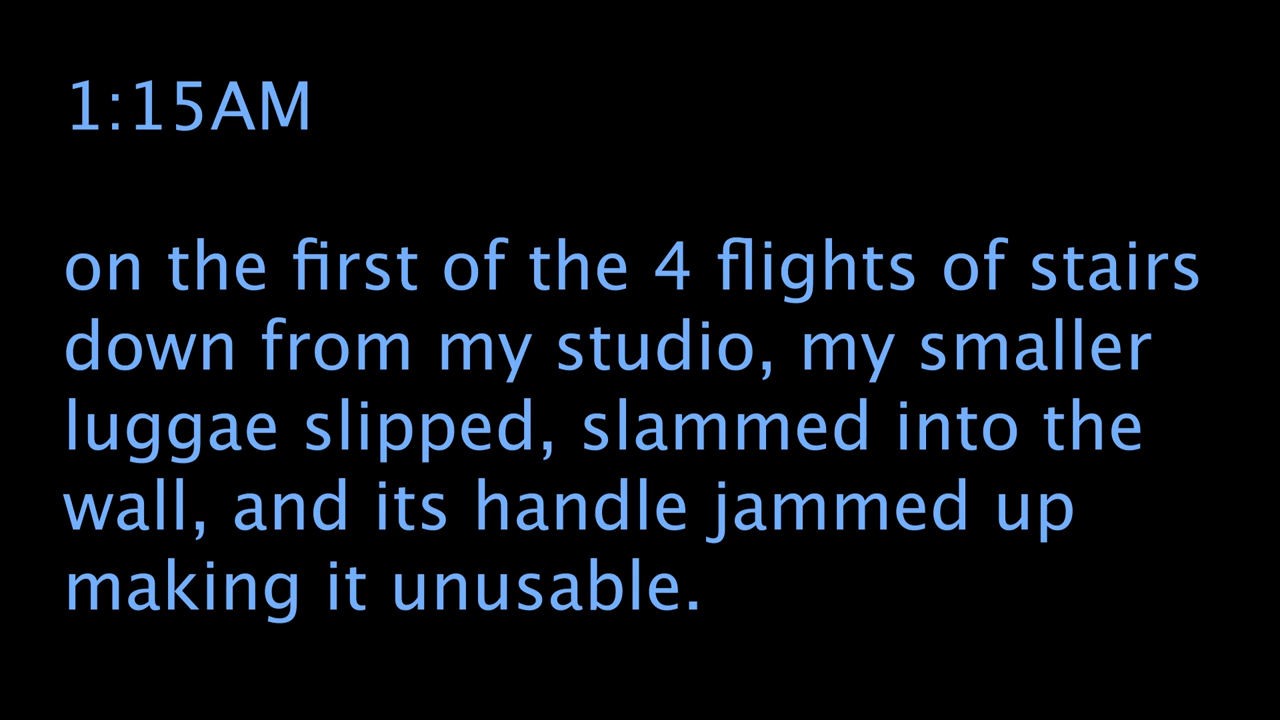 1:15AM
on the first of the 4 flights of stairs
down from my studio, my smaller
luggae slipped, slammed into the
wall, and its handle jammed up
making it unusable.